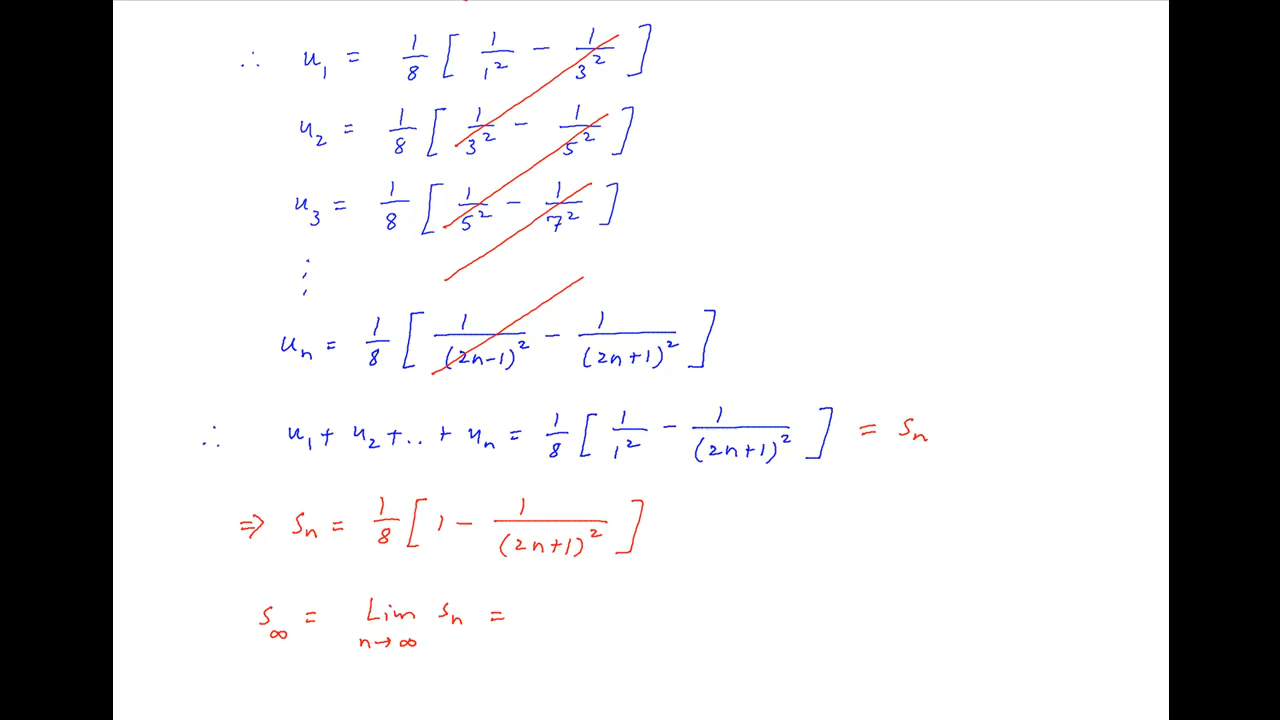 ∴ u₁ = 1/8 [ 1/1² − 1/3² ]
u₂ = 1/8 [ 1/3² − 1/5² ]
u₃ = 1/8 [ 1/5² − 1/7² ]
⋮
uₙ = 1/8 [ 1/(2n−1)² − 1/(2n+1)² ]
∴ u₁ + u₂ + .. + uₙ = 1/8 [ 1/1² − 1/(2n+1)² ] = Sₙ
⇒ Sₙ = 1/8 [ 1 − 1/(2n+1)² ]
S∞ = Lim n→∞ Sₙ =